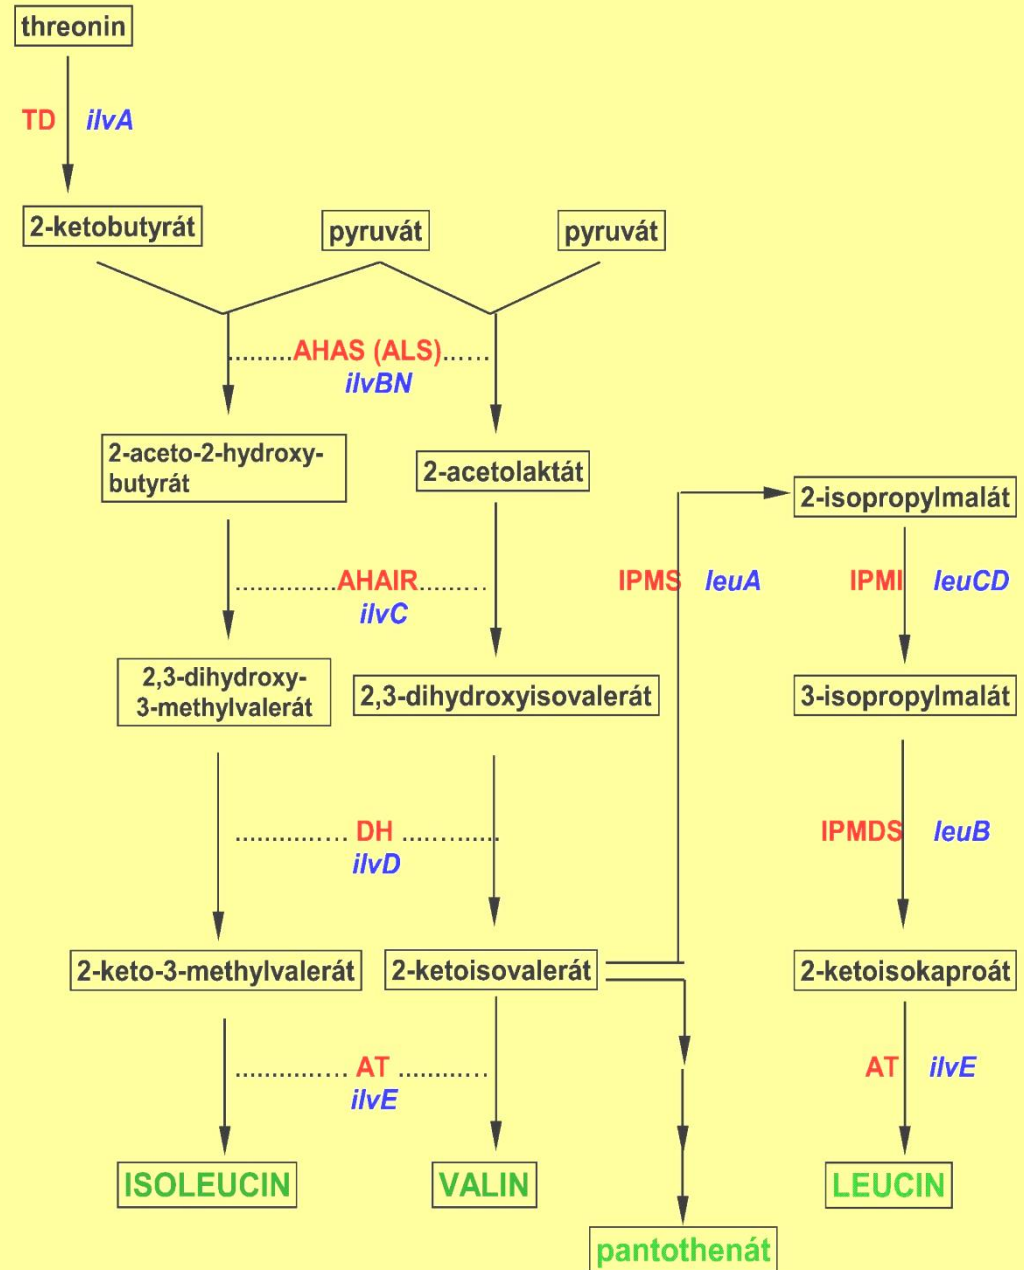 threonin
TD ilvA
2-ketobutyrát pyruvát pyruvát
.........AHAS (ALS)......
ilvBN
2-aceto-2-hydroxy-
butyrát
2-acetolaktát
2-isopropylmalát
.............AHAIR.........
ilvC
IPMS leuA
IPMI leuCD
2,3-dihydroxy-
3-methylvalerát
2,3-dihydroxyisovalerát
3-isopropylmalát
.............. DH ............
ilvD
IPMDS leuB
2-keto-3-methylvalerát
2-ketoisovalerát
2-ketoisokaproát
.............. AT ...........
ilvE
AT ilvE
ISOLEUCIN
VALIN
LEUCIN
pantothenát